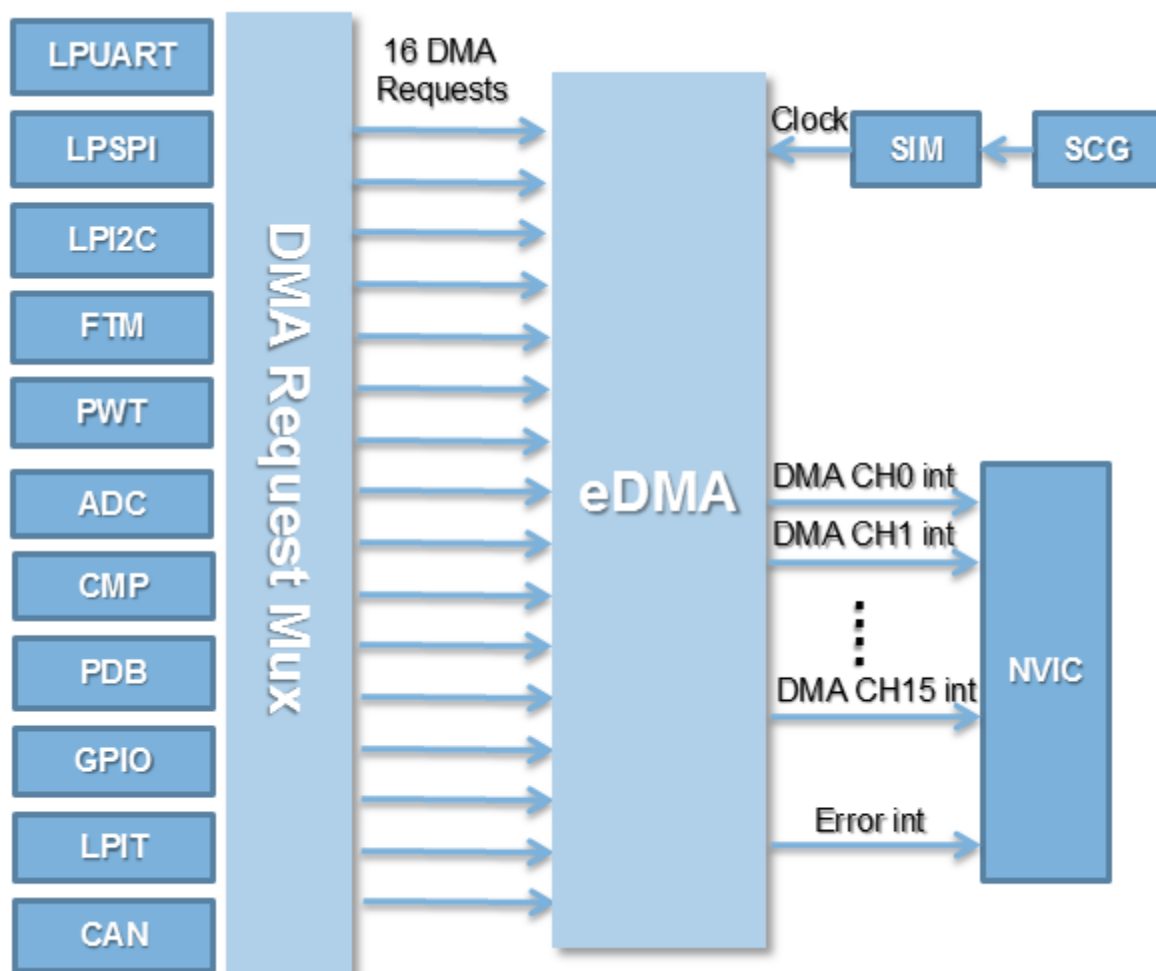 LPUART
LPSPI
LPI2C
FTM
PWT
ADC
CMP
PDB
GPIO
LPIT
CAN
DMA Request Mux
16 DMA
Requests
eDMA
Clock
SIM
SCG
DMA CH0 int
DMA CH1 int
DMA CH15 int
Error int
NVIC